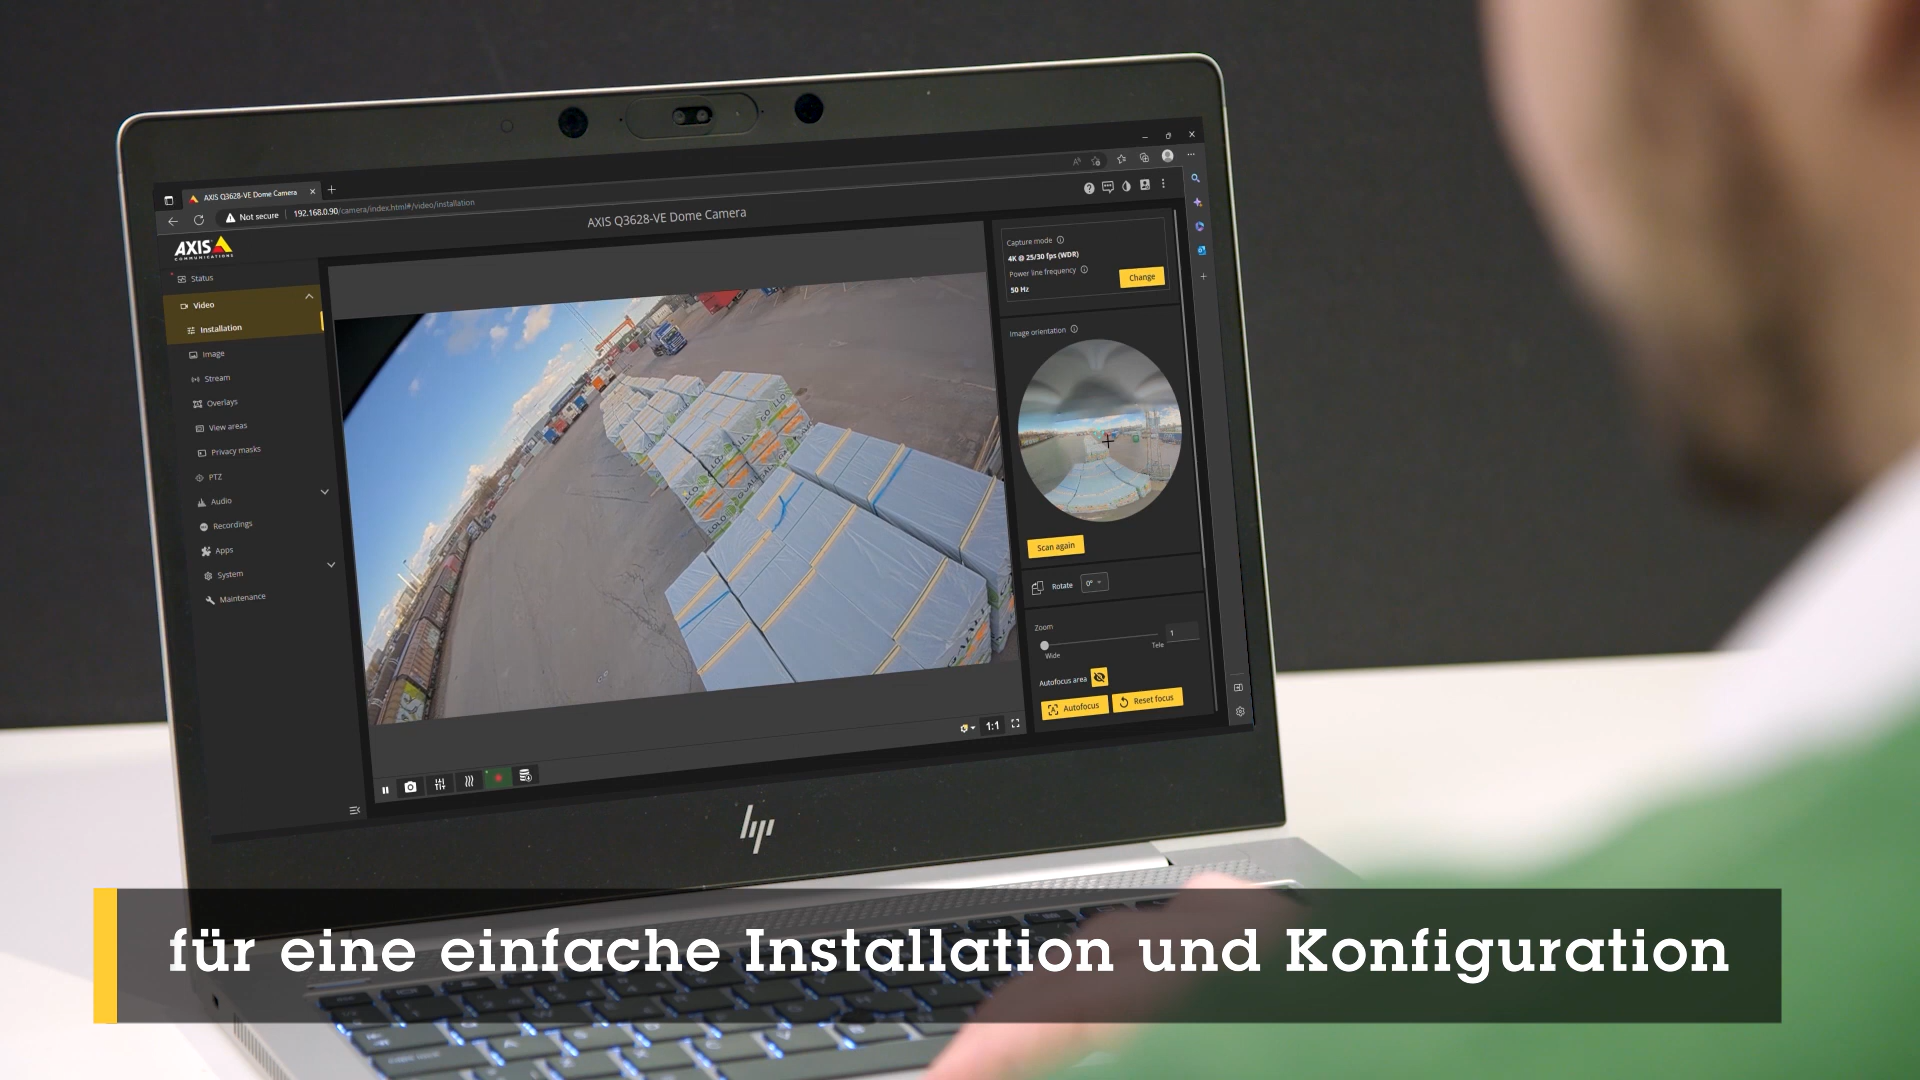 AXIS Q3628-VE Dome Camera
Not secure
192.168.0.90/camera/index.html#/video/installation
AXIS
COMMUNICATIONS
AXIS Q3628-VE Dome Camera
Status
Video
Installation
Image
Stream
Overlays
View areas
Privacy masks
PTZ
Audio
Recordings
Apps
System
Maintenance
Capture mode
4K @ 25/30 fps (WDR)
Power line frequency
50 Hz
Change
Image orientation
Scan again
Rotate
0°
Zoom
1
Wide
Tele
Autofocus area
Autofocus
Reset focus
1:1
hp
für eine einfache Installation und Konfiguration